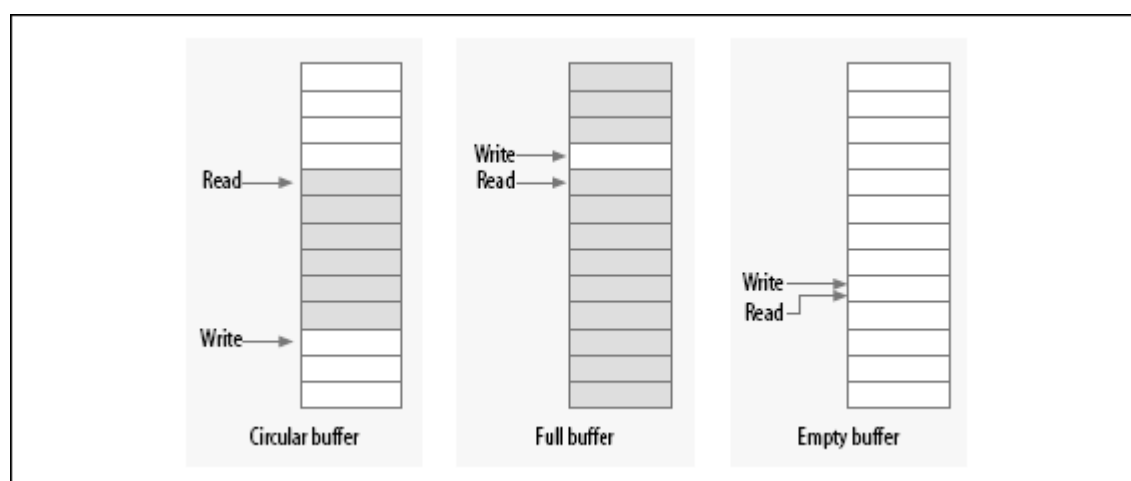 Read
Write
Circular buffer
Write
Read
Full buffer
Write
Read
Empty buffer